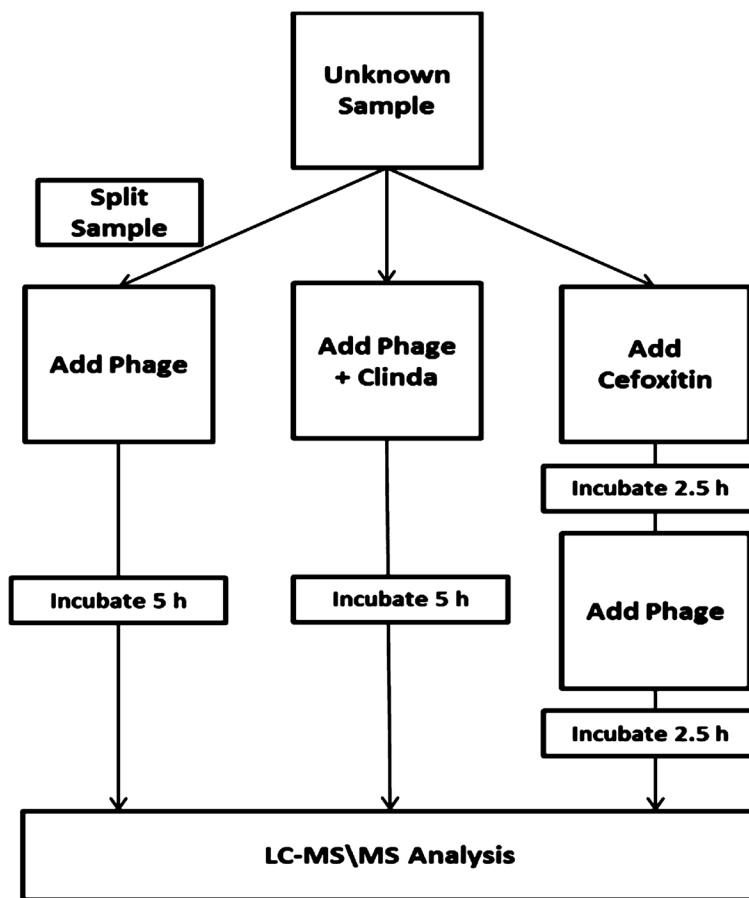 Unknown
Sample
Split
Sample
Add Phage
Add Phage
+ Clinda
Add
Cefoxitin
Incubate 2.5 h
Incubate 5 h
Incubate 5 h
Add Phage
Incubate 2.5 h
LC-MS\MS Analysis